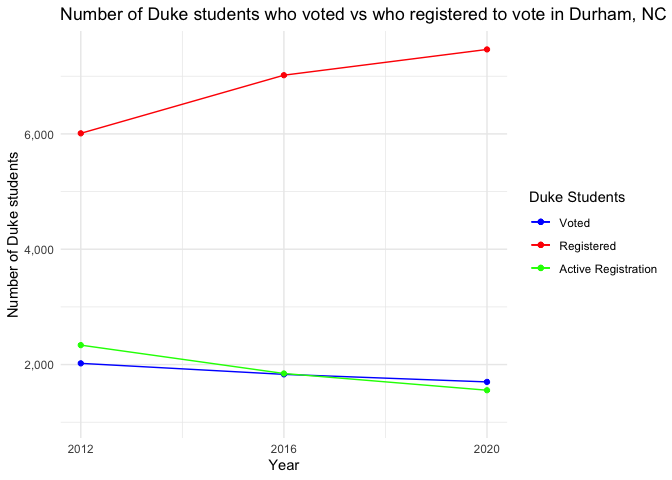 Number of Duke students who voted vs who registered to vote in Durham, NC
Number of Duke students
6,000
4,000
2,000
2012
2016
2020
Year
Duke Students
Voted
Registered
Active Registration